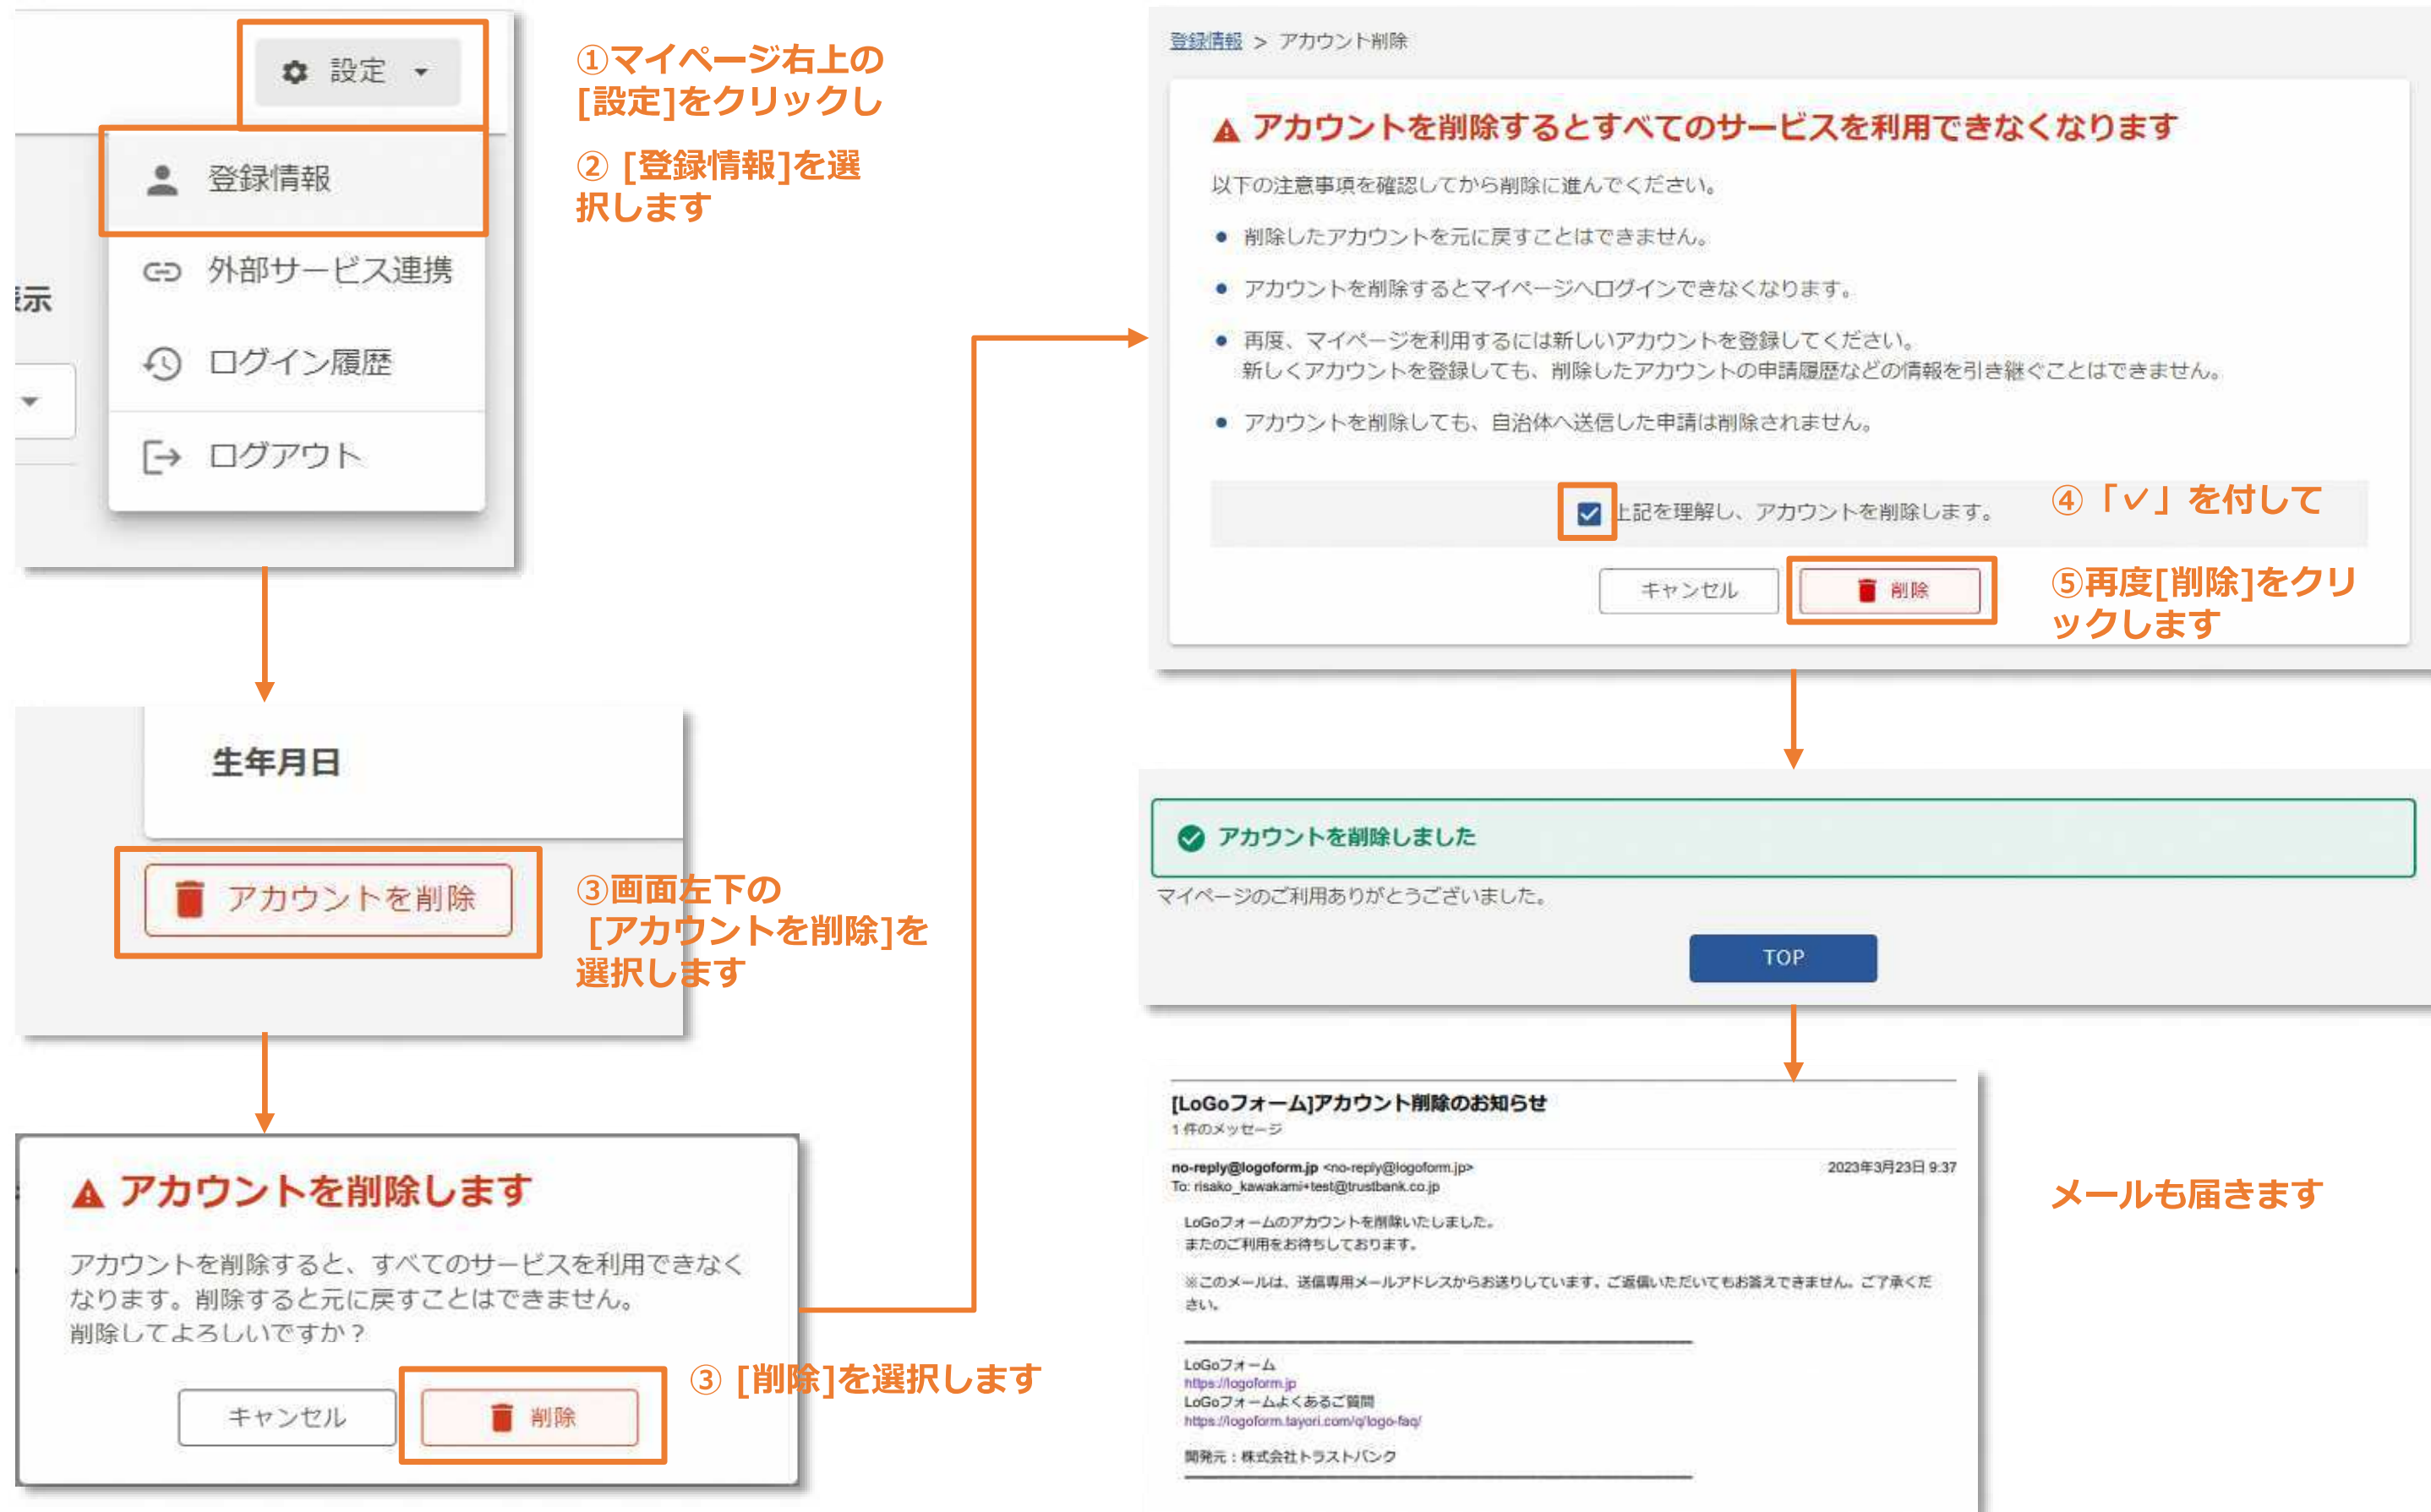 設定
①マイページ右上の
[設定]をクリックし
② [登録情報]を選
択します
登録情報
外部サービス連携
示
ログイン履歴
ログアウト
生年月日
アカウントを削除
③画面左下の
[アカウントを削除]を
選択します
アカウントを削除します
アカウントを削除すると、すべてのサービスを利用できなく
なります。削除すると元に戻すことはできません。
削除してよろしいですか？
キャンセル
削除
③ [削除]を選択します
登録情報 > アカウント削除
アカウントを削除するとすべてのサービスを利用できなくなります
以下の注意事項を確認してから削除に進んでください。
• 削除したアカウントを元に戻すことはできません。
• アカウントを削除するとマイページへログインできなくなります。
• 再度、マイページを利用するには新しいアカウントを登録してください。
新しくアカウントを登録しても、削除したアカウントの申請履歴などの情報を引き継ぐことはできません。
• アカウントを削除しても、自治体へ送信した申請は削除されません。
上記を理解し、アカウントを削除します。
④「✓」を付して
キャンセル
削除
⑤再度[削除]をクリ
ックします
アカウントを削除しました
マイページのご利用ありがとうございました。
TOP
[LoGoフォーム]アカウント削除のお知らせ
1 件のメッセージ
no-reply@logoform.jp <no-reply@logoform.jp>
2023年3月23日 9:37
To: risako_kawakami+test@trustbank.co.jp
LoGoフォームのアカウントを削除いたしました。
またのご利用をお待ちしております。
※このメールは、送信専用メールアドレスからお送りしています。ご返信いただいてもお答えできません。ご了承くだ
さい。
LoGoフォーム
https://logoform.jp
LoGoフォームよくあるご質問
https://logoform.tayori.com/q/logo-faq/
開発元：株式会社トラストバンク
メールも届きます